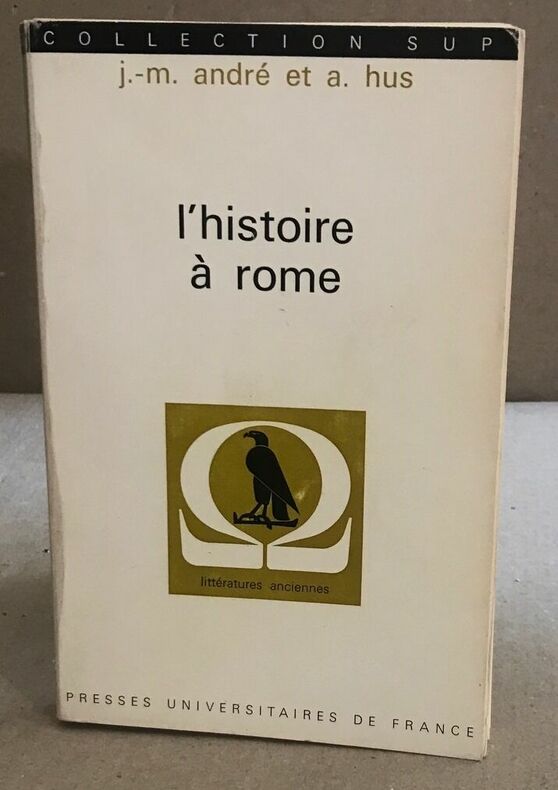 COLLECTION SUP
j.-m. andré et a. hus
l'histoire
à rome
littératures anciennes
PRESSES UNIVERSITAIRES DE FRANCE